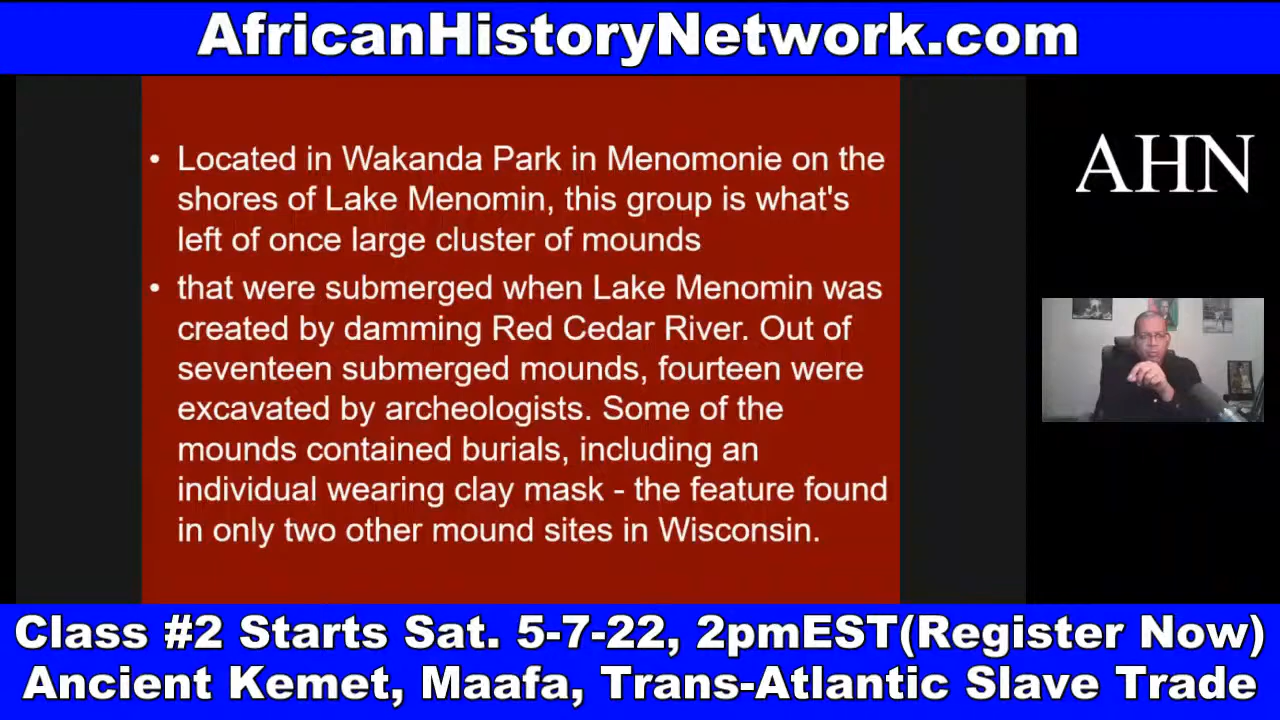 AfricanHistoryNetwork.com
• Located in Wakanda Park in Menomonie on the
shores of Lake Menomin, this group is what's
left of once large cluster of mounds
• that were submerged when Lake Menomin was
created by damming Red Cedar River. Out of
seventeen submerged mounds, fourteen were
excavated by archeologists. Some of the
mounds contained burials, including an
individual wearing clay mask - the feature found
in only two other mound sites in Wisconsin.
AHN
Class #2 Starts Sat. 5-7-22, 2pmEST(Register Now)
Ancient Kemet, Maafa, Trans-Atlantic Slave Trade